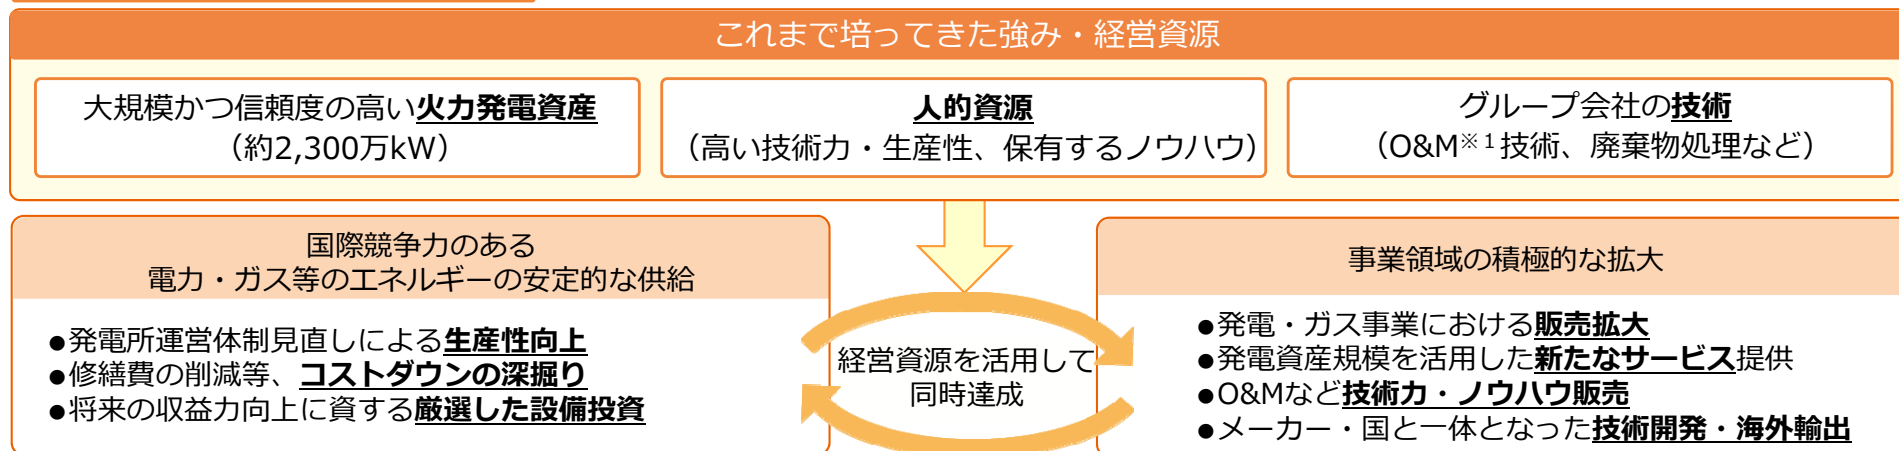 これまで培ってきた強み・経営資源
大規模かつ信頼度の高い火力発電資産
（約2,300万kW）
人的資源
（高い技術力・生産性、保有するノウハウ）
グループ会社の技術
（O&M※1技術、廃棄物処理など）
国際競争力のある
電力・ガス等のエネルギーの安定的な供給
●発電所運営体制見直しによる生産性向上
●修繕費の削減等、コストダウンの深掘り
●将来の収益力向上に資する厳選した設備投資
経営資源を活用して
同時達成
事業領域の積極的な拡大
●発電・ガス事業における販売拡大
●発電資産規模を活用した新たなサービス提供
●O&Mなど技術力・ノウハウ販売
●メーカー・国と一体となった技術開発・海外輸出